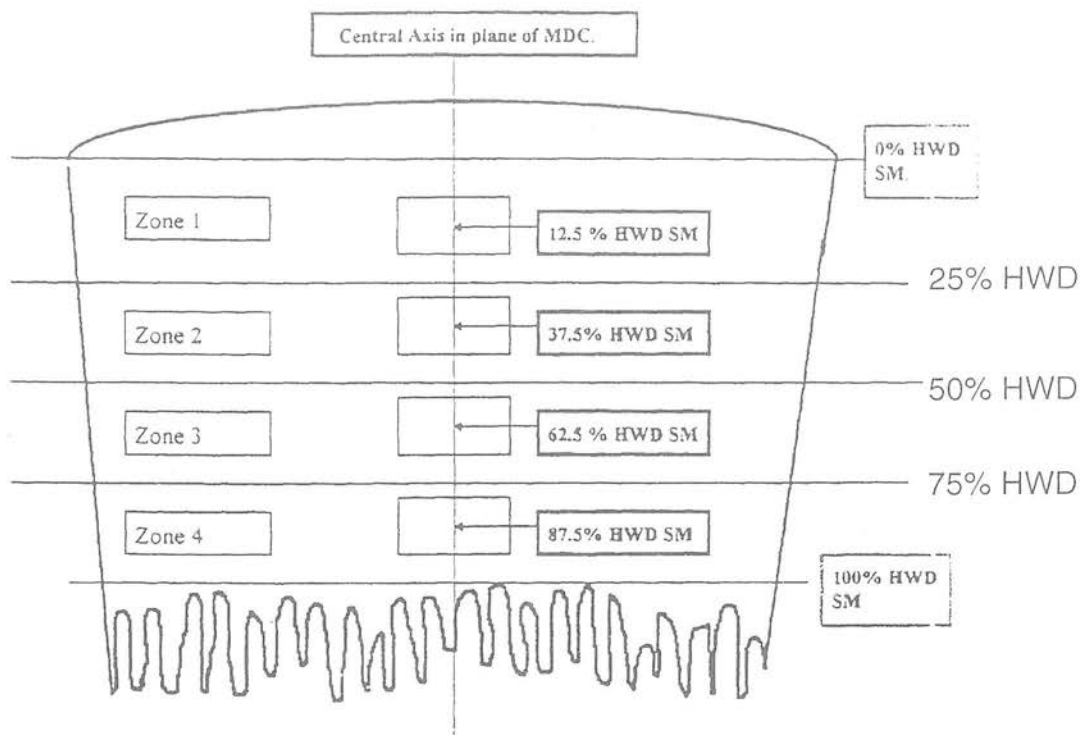 Central Axis in plane of MDC.
0% HWD
SM.
Zone 1
12.5 % HWD SM
25% HWD
Zone 2
37.5% HWD SM
50% HWD
Zone 3
62.5 % HWD SM
75% HWD
Zone 4
87.5% HWD SM
100% HWD
SM